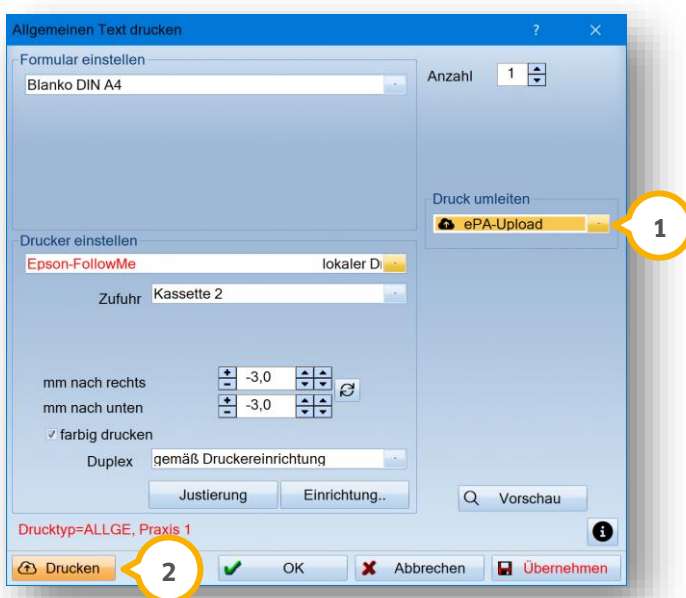 Allgemeinen Text drucken ? ×
Formular einstellen
Blanko DIN A4
Anzahl 1
Druck umleiten
ePA-Upload
1
Drucker einstellen
Epson-FollowMe lokaler D
Zufuhr Kassette 2
mm nach rechts + - -3,0
mm nach unten + - -3,0
farbig drucken
Duplex gemäß Druckereinrichtung
Justierung Einrichtung.. Vorschau
Drucktyp=ALLGE, Praxis 1
Drucken 2 OK Abbrechen Übernehmen